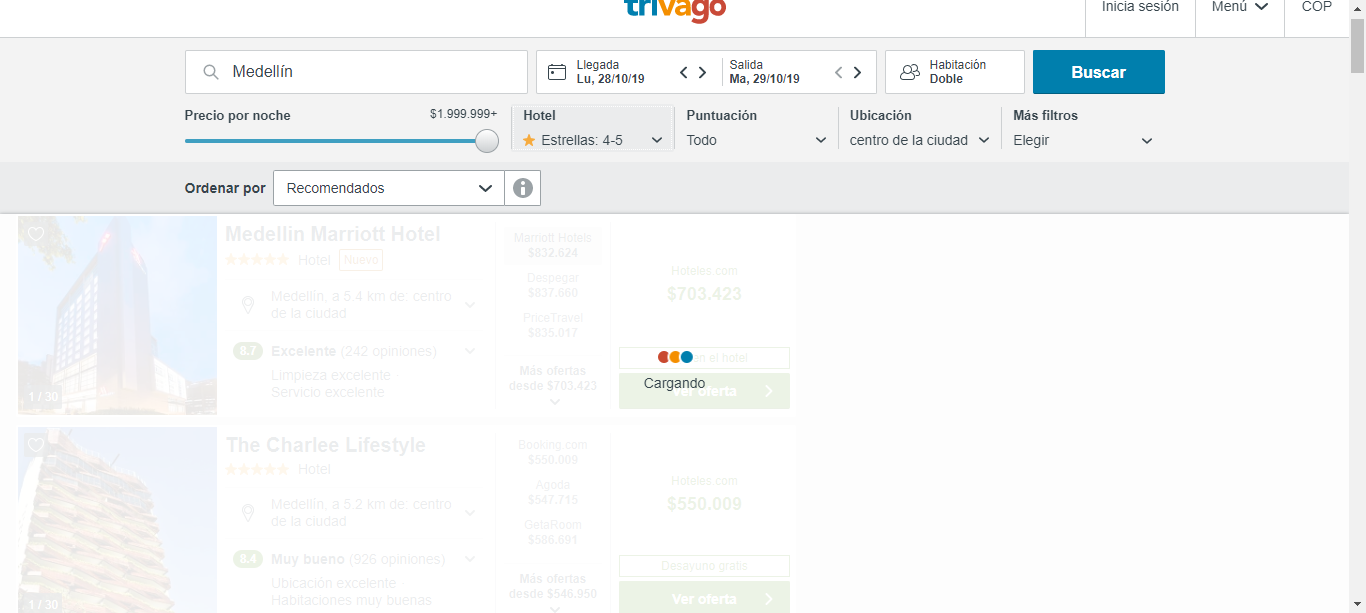 trivago
Inicia sesión
Menú
COP
Medellín
Llegada
Lu, 28/10/19
Salida
Ma, 29/10/19
Habitación
Doble
Buscar
Precio por noche
$1.999.999+
Hotel
Estrellas: 4-5
Puntuación
Todo
Ubicación
centro de la ciudad
Más filtros
Elegir
Ordenar por
Recomendados
Medellin Marriott Hotel
Hotel
Nuevo
Medellín, a 5.4 km de: centro
de la ciudad
8.7 Excelente (242 opiniones)
Limpieza excelente
Servicio excelente
1 / 30
Marriott Hotels
$832.624
Despegar
$837.660
PriceTravel
$835.017
Más ofertas
desde $703.423
Hoteles.com
$703.423
en el hotel
Cargando
Ver oferta
The Charlee Lifestyle
Hotel
Medellín, a 5.2 km de: centro
de la ciudad
8.4 Muy bueno (926 opiniones)
Ubicación excelente
Habitaciones muy buenas
1 / 30
Booking.com
$550.009
Agoda
$547.715
GetaRoom
$586.691
Más ofertas
desde $546.950
Hoteles.com
$550.009
Desayuno gratis
Ver oferta